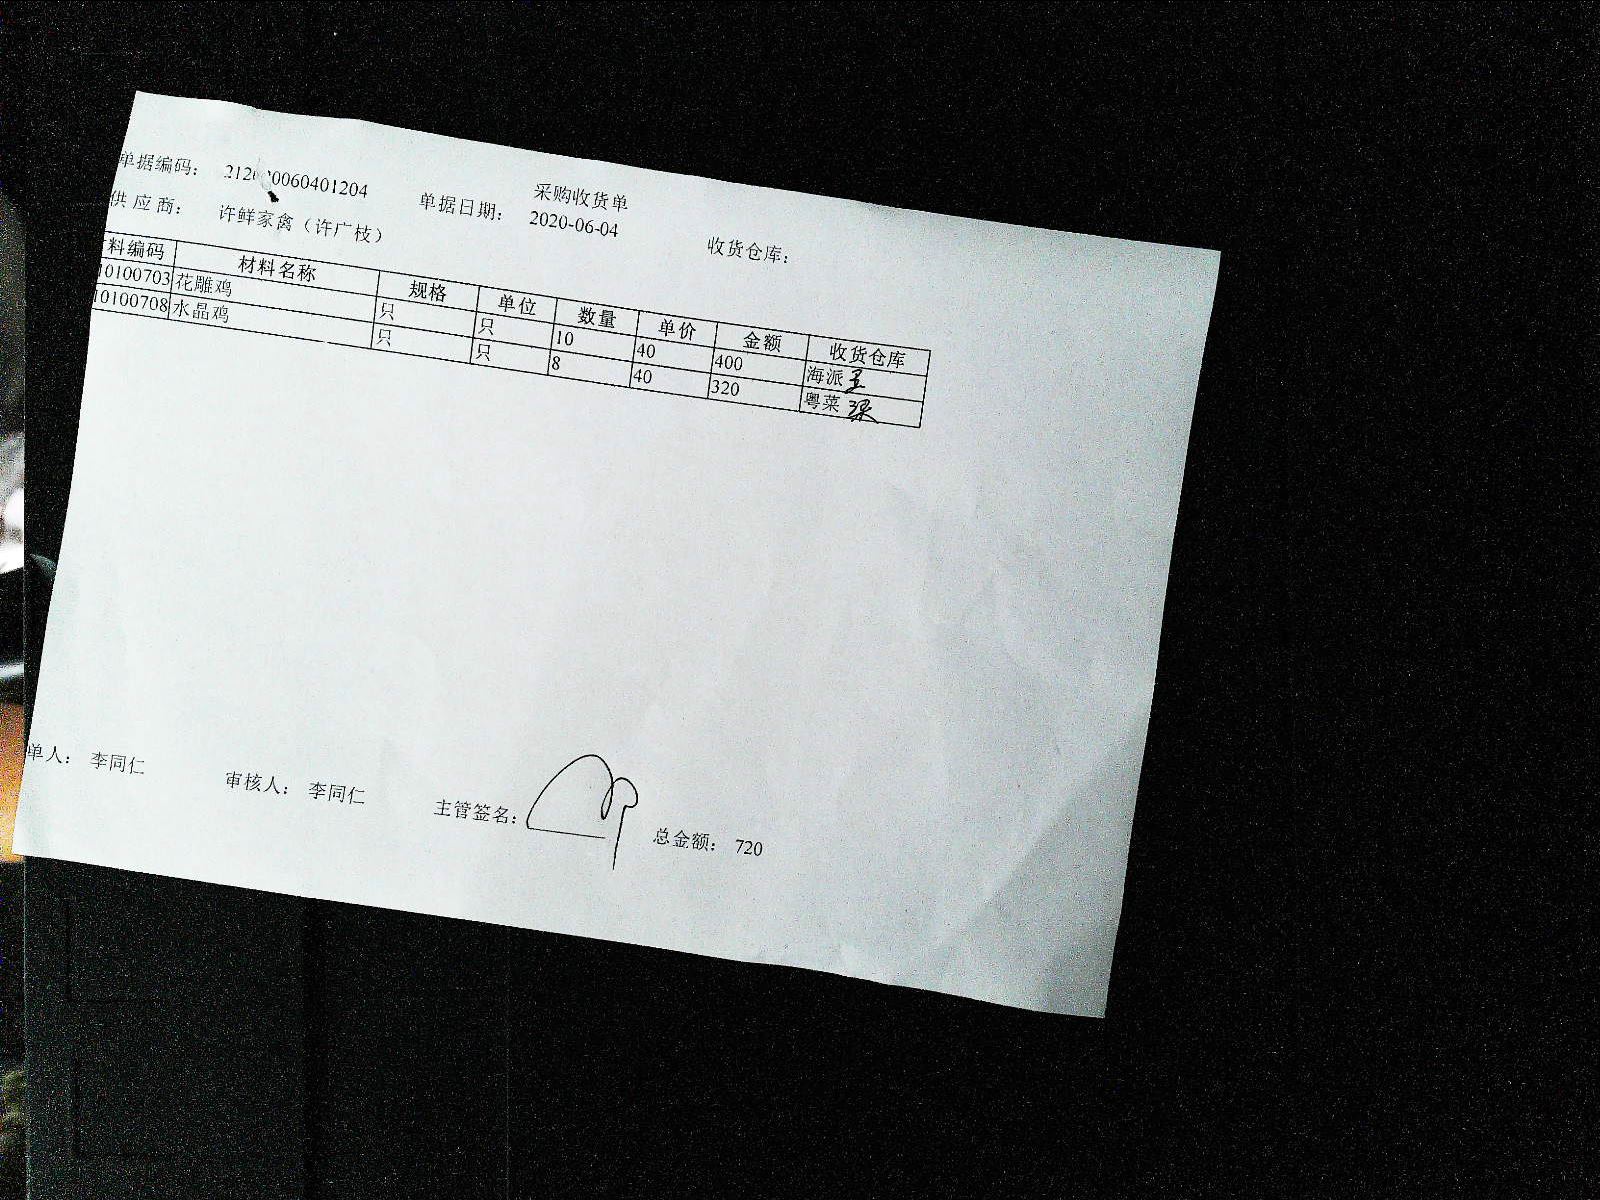 采购收货单
单据编码： 单据日期： 2020-06-04 收货仓库：
供应商： 许鲜家禽（许广枝）
料编码 材料名称 规格 单位 数量 单价 金额 收货仓库
10100703 花雕鸡 只 只 10 40 400 海派
10100708 水晶鸡 只 只 8 40 320 粤菜
单人： 李同仁 审核人： 李同仁 主管签名： 总金额： 720